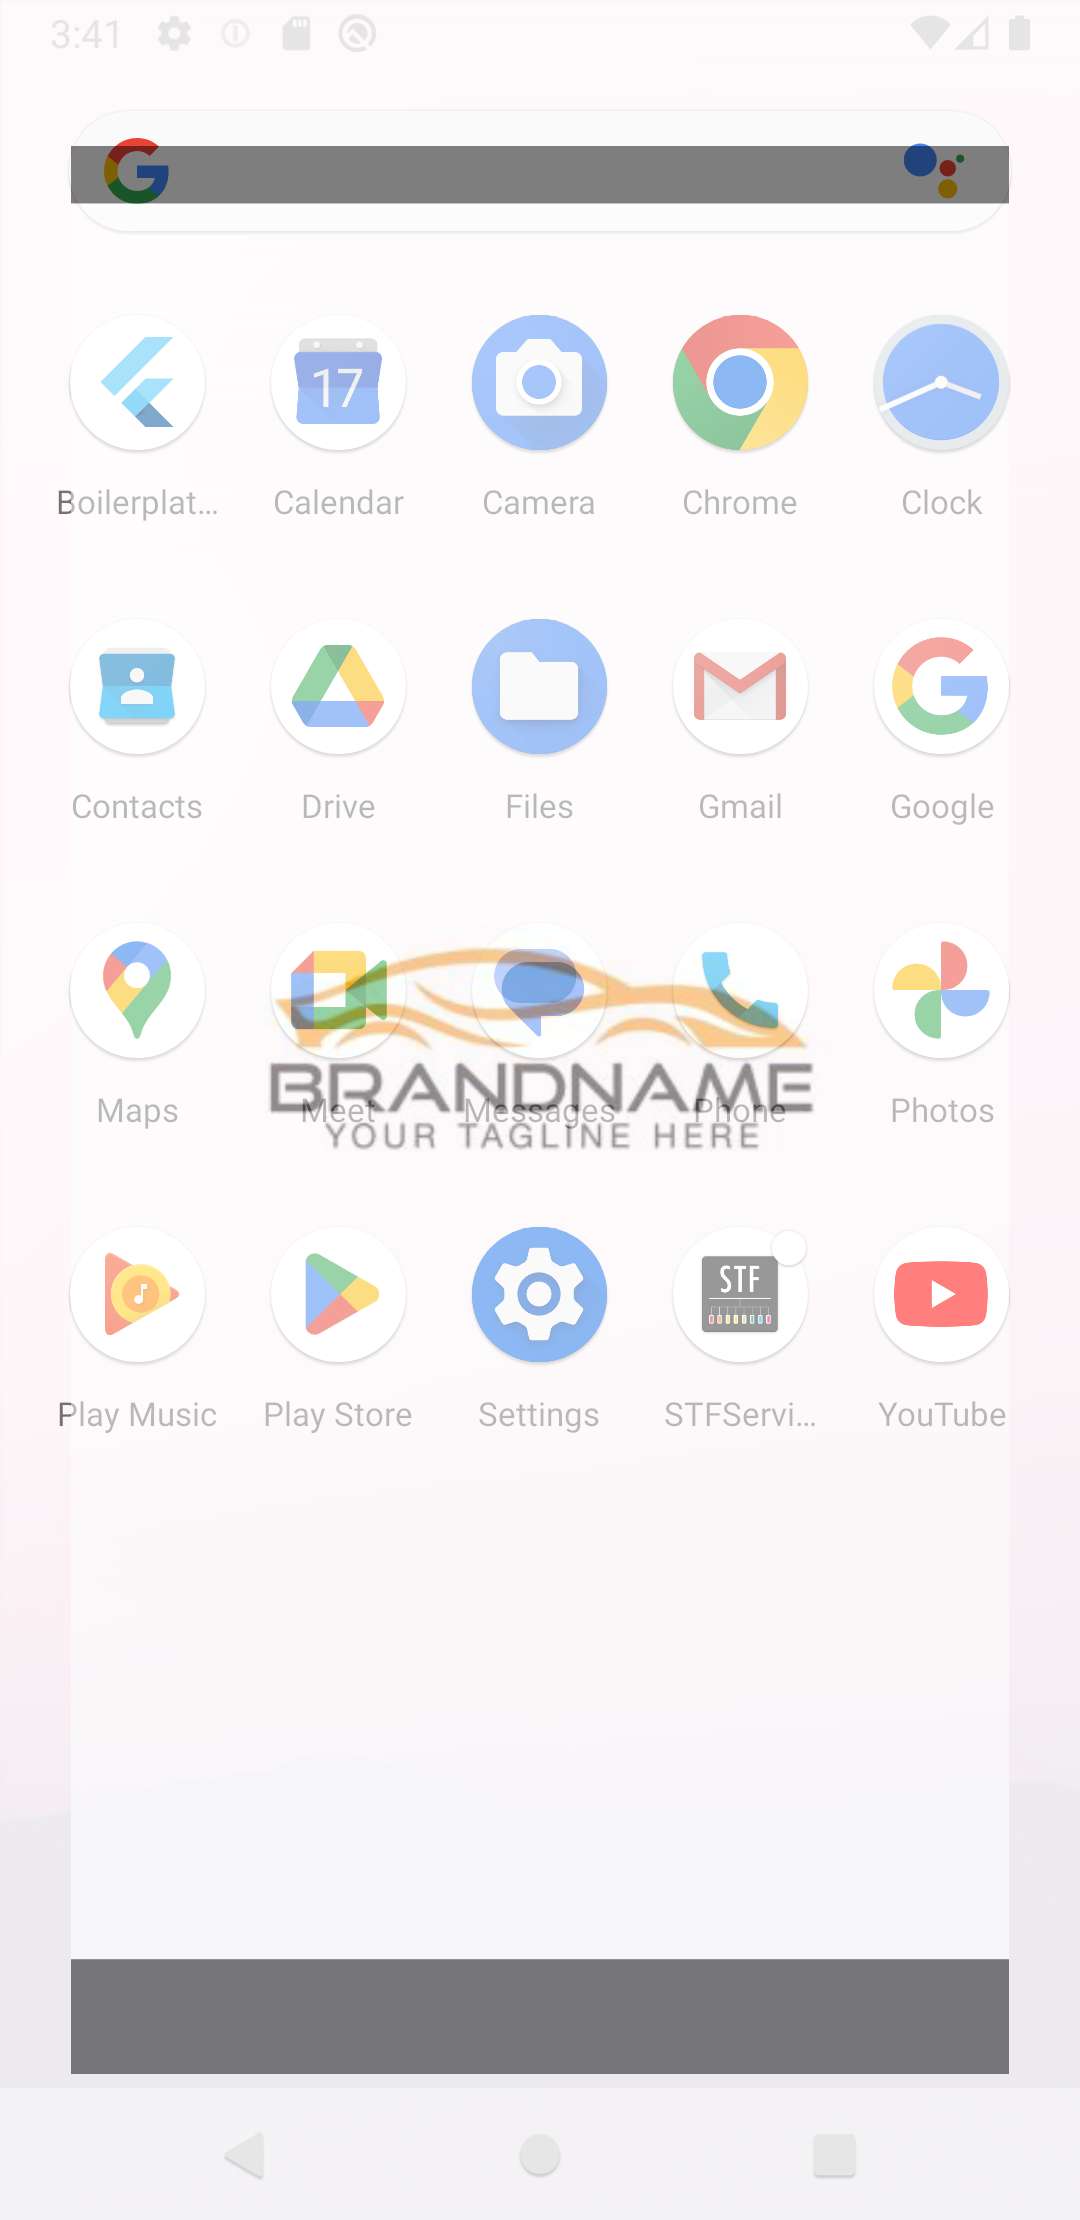 3:41
17
Boilerplat...
Calendar
Camera
Chrome
Clock
Contacts
Drive
Files
Gmail
Google
Maps
Meet
Messages
Phone
Photos
BRANDNAME
YOUR TAGLINE HERE
STF
Play Music
Play Store
Settings
STFServi...
YouTube